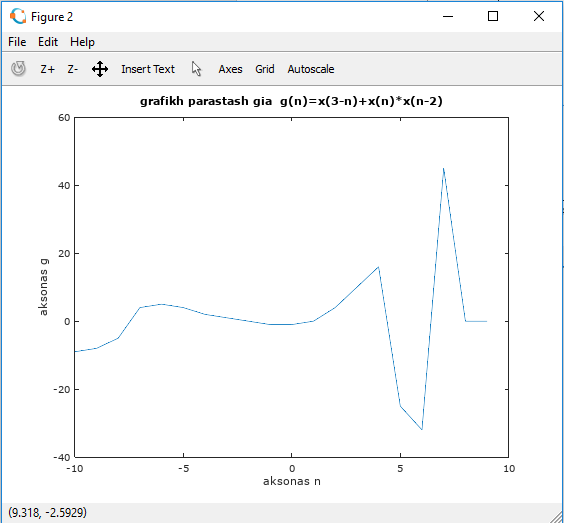 Figure 2
File Edit Help
Z+ Z- Insert Text Axes Grid Autoscale
grafikh parastash gia g(n)=x(3-n)+x(n)*x(n-2)
60
40
20
0
-20
-40
aksonas g
-10 -5 0 5 10
aksonas n
(9.318, -2.5929)